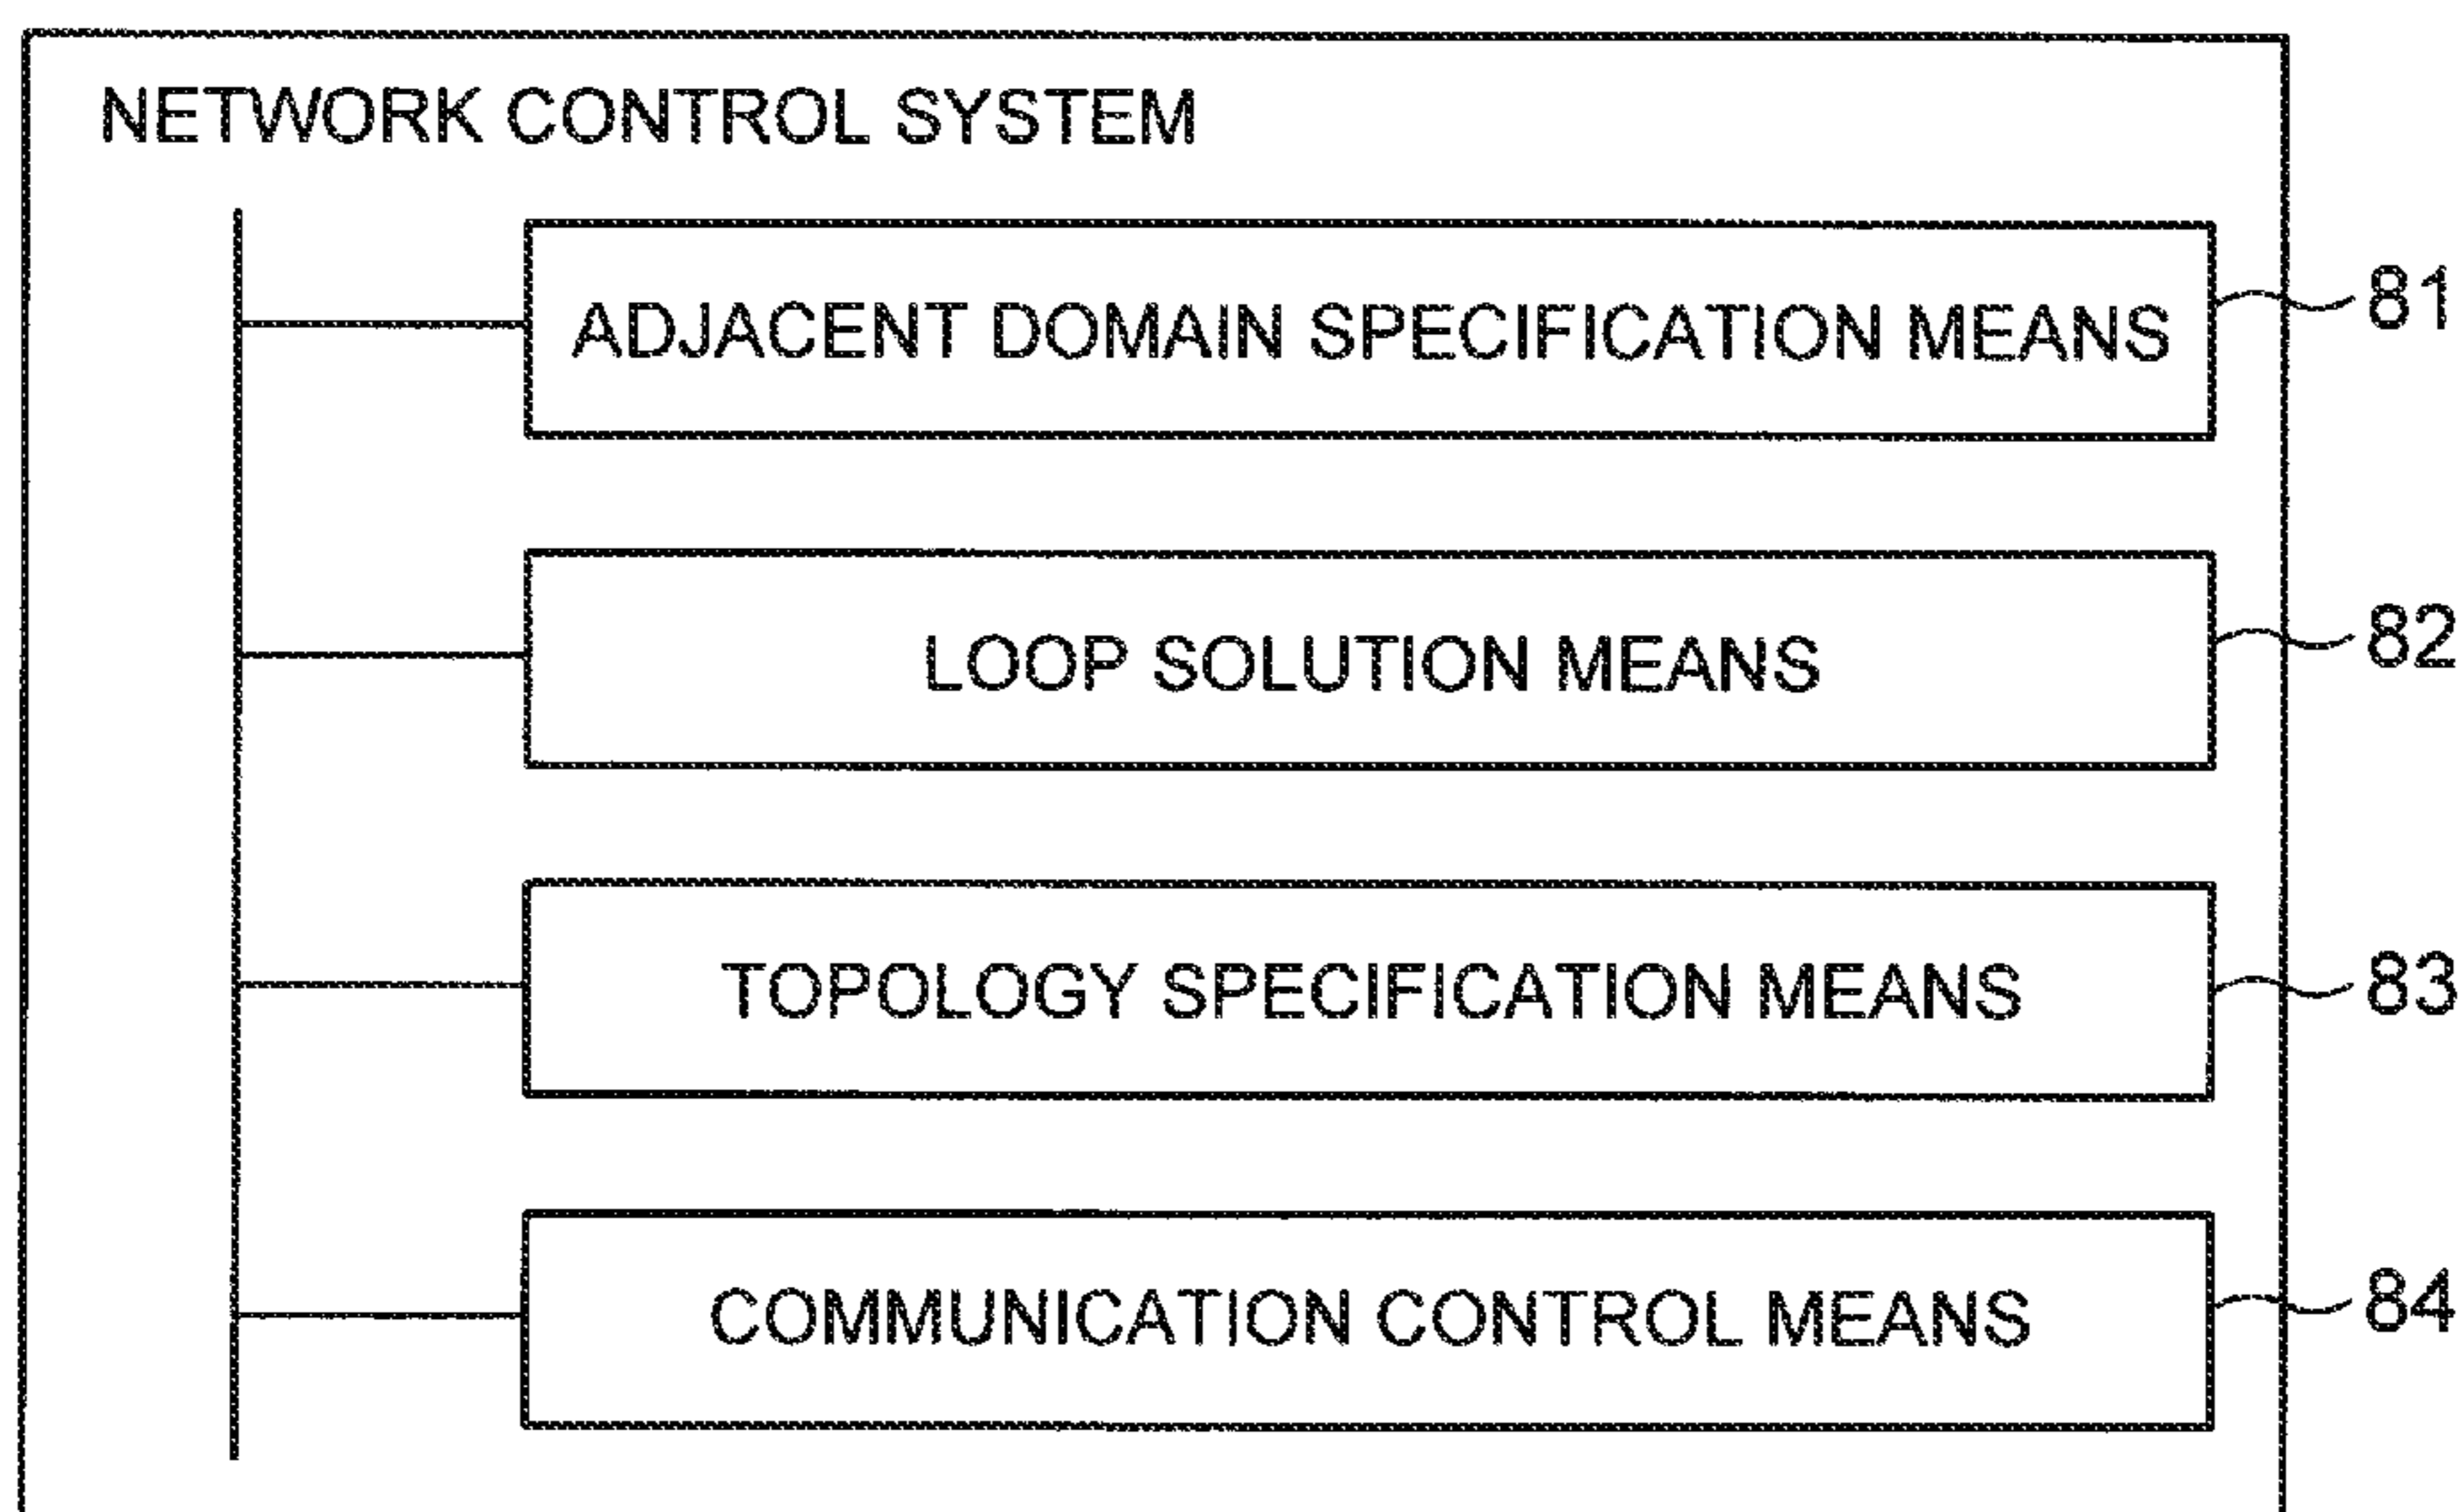 NETWORK CONTROL SYSTEM
ADJACENT DOMAIN SPECIFICATION MEANS 81
LOOP SOLUTION MEANS 82
TOPOLOGY SPECIFICATION MEANS 83
COMMUNICATION CONTROL MEANS 84